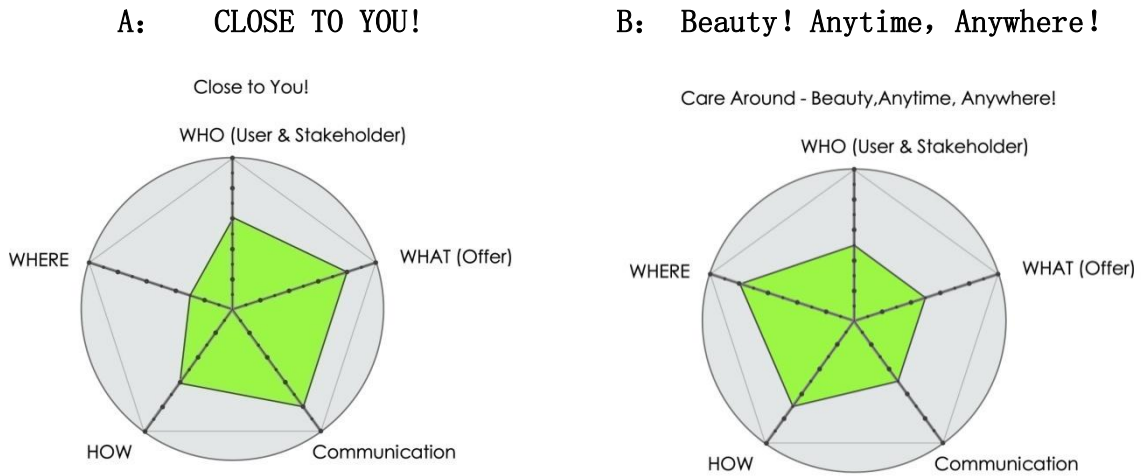 A： CLOSE TO YOU!
Close to You!
WHO (User & Stakeholder)
WHERE
WHAT (Offer)
HOW
Communication
B： Beauty! Anytime, Anywhere!
Care Around - Beauty,Anytime, Anywhere!
WHO (User & Stakeholder)
WHERE
WHAT (Offer)
HOW
Communication